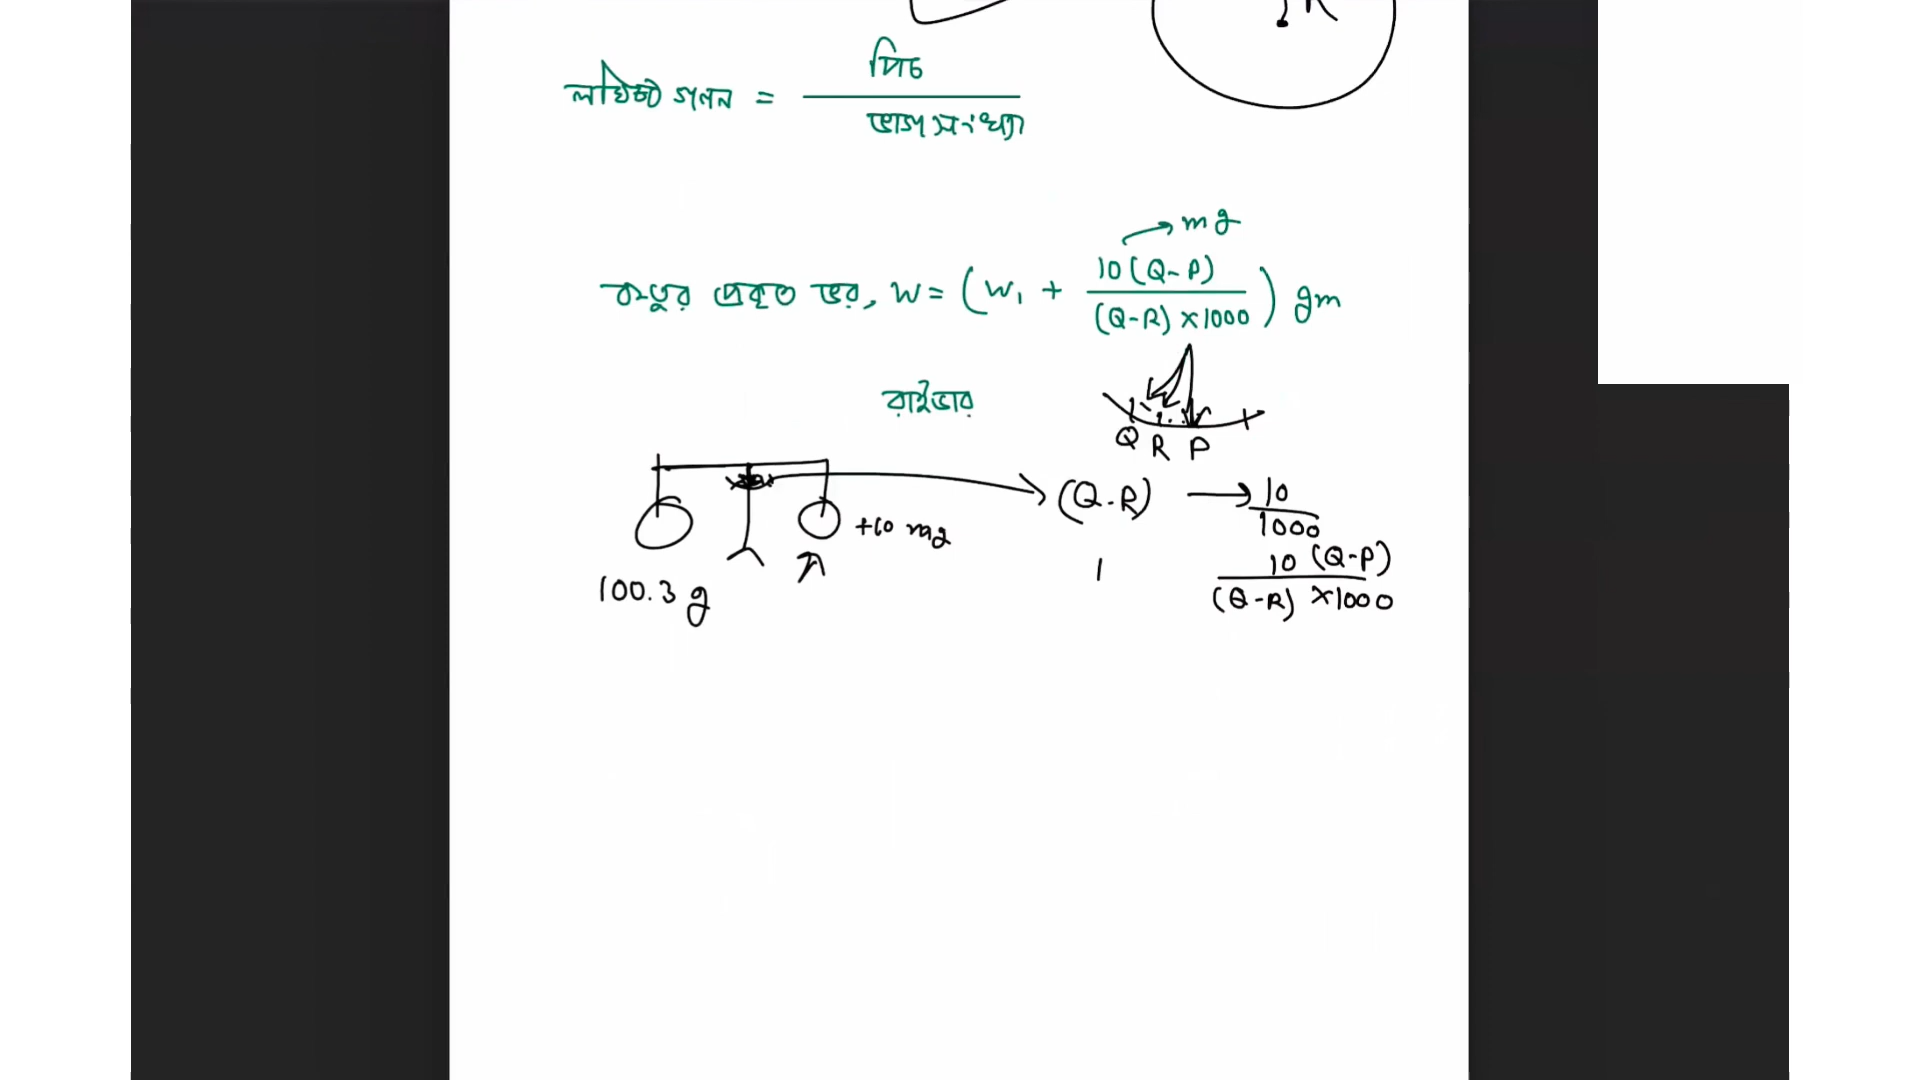 লঘিষ্ট গণন = পিচ / ভাগ সংখ্যা
→ mg
বস্তুর প্রকৃত ভর, W = (W₁ + 10(Q-P) / (Q-R) ×1000) gm
রাইডার
Q R P
+10 mg
(Q-R) → 10 / 1000
100.3 g
1
10 (Q-P) / (Q-R) ×1000